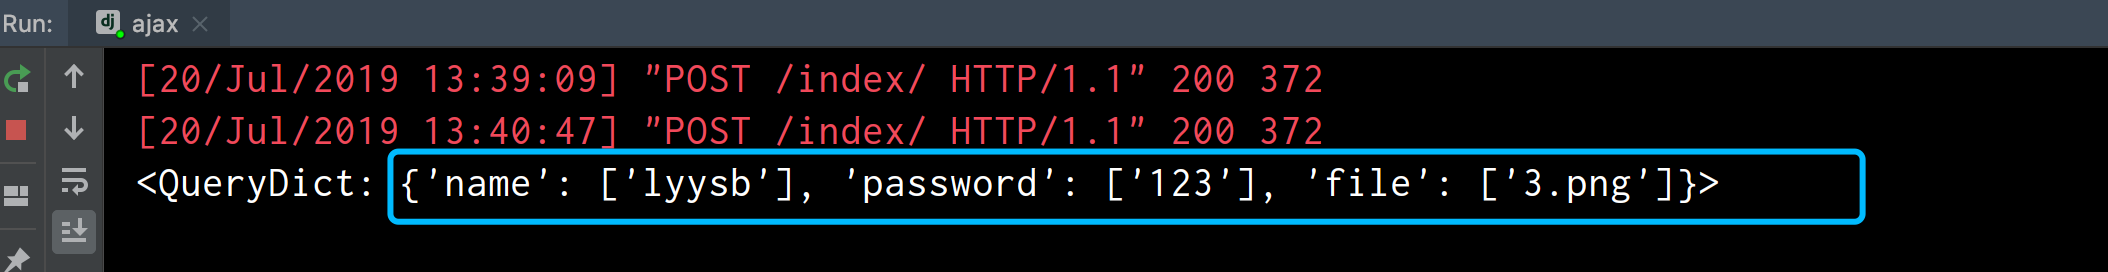 Run: dj ajax
[20/Jul/2019 13:39:09] "POST /index/ HTTP/1.1" 200 372
[20/Jul/2019 13:40:47] "POST /index/ HTTP/1.1" 200 372
<QueryDict: {'name': ['lyysb'], 'password': ['123'], 'file': ['3.png']}>